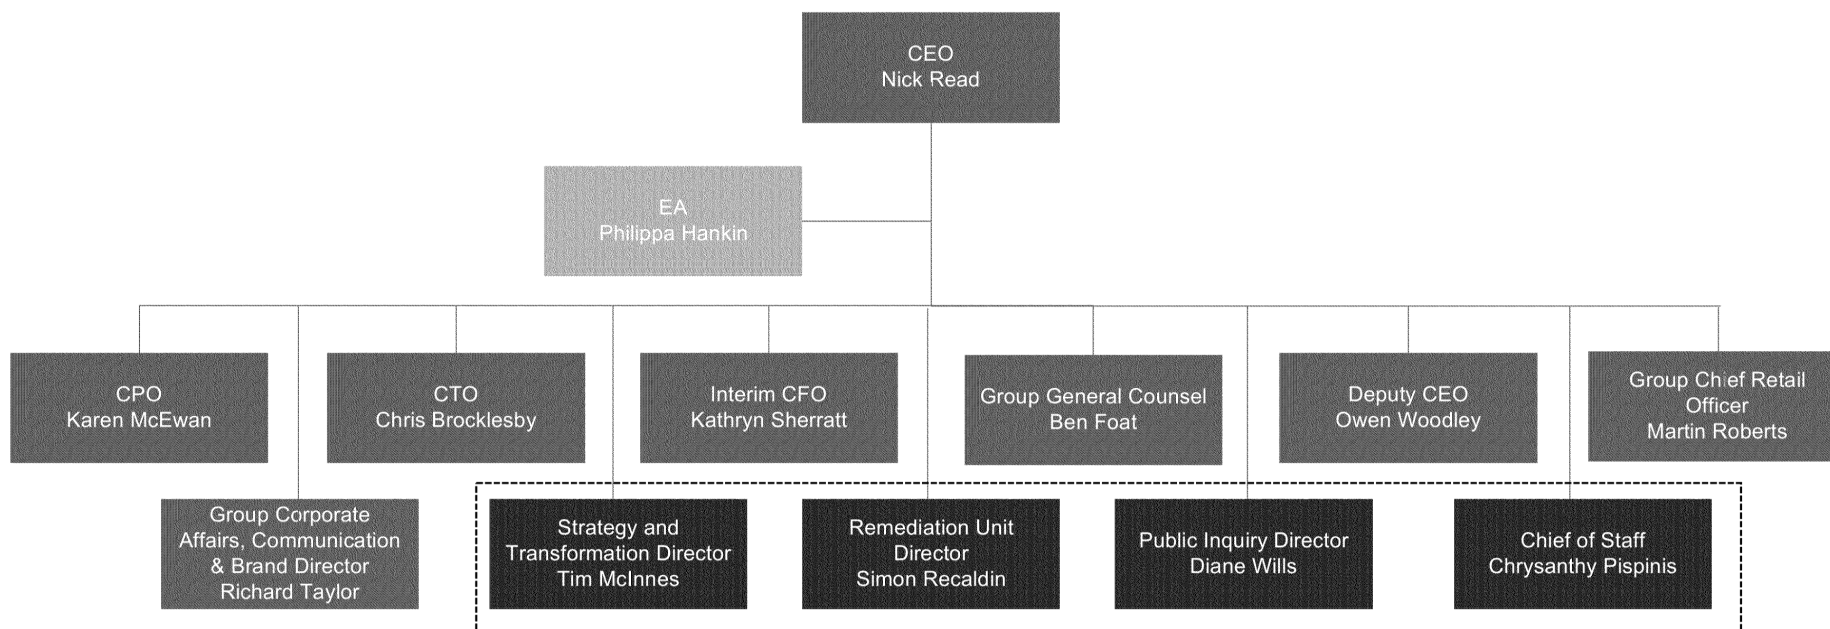 CEO
Nick Read
EA
Philippa Hankin
CPO
Karen McEwan
CTO
Chris Brocklesby
Interim CFO
Kathryn Sherratt
Group General Counsel
Ben Foat
Deputy CEO
Owen Woodley
Group Chief Retail
Officer
Martin Roberts
Group Corporate
Affairs, Communication
& Brand Director
Richard Taylor
Strategy and
Transformation Director
Tim McInnes
Remediation Unit
Director
Simon Recaldin
Public Inquiry Director
Diane Wills
Chief of Staff
Chrysanthy Pispinis